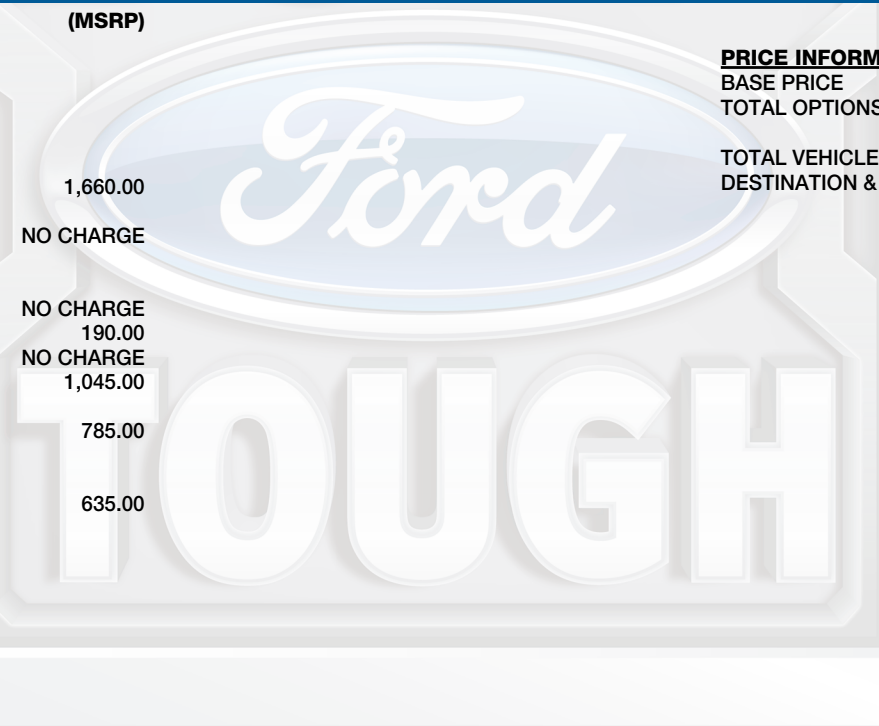 (MSRP)
1,660.00
NO CHARGE
NO CHARGE
190.00
NO CHARGE
1,045.00
785.00
635.00
PRICE INFORM
BASE PRICE
TOTAL OPTIONS
TOTAL VEHICLE
DESTINATION &
Ford
TOUGH